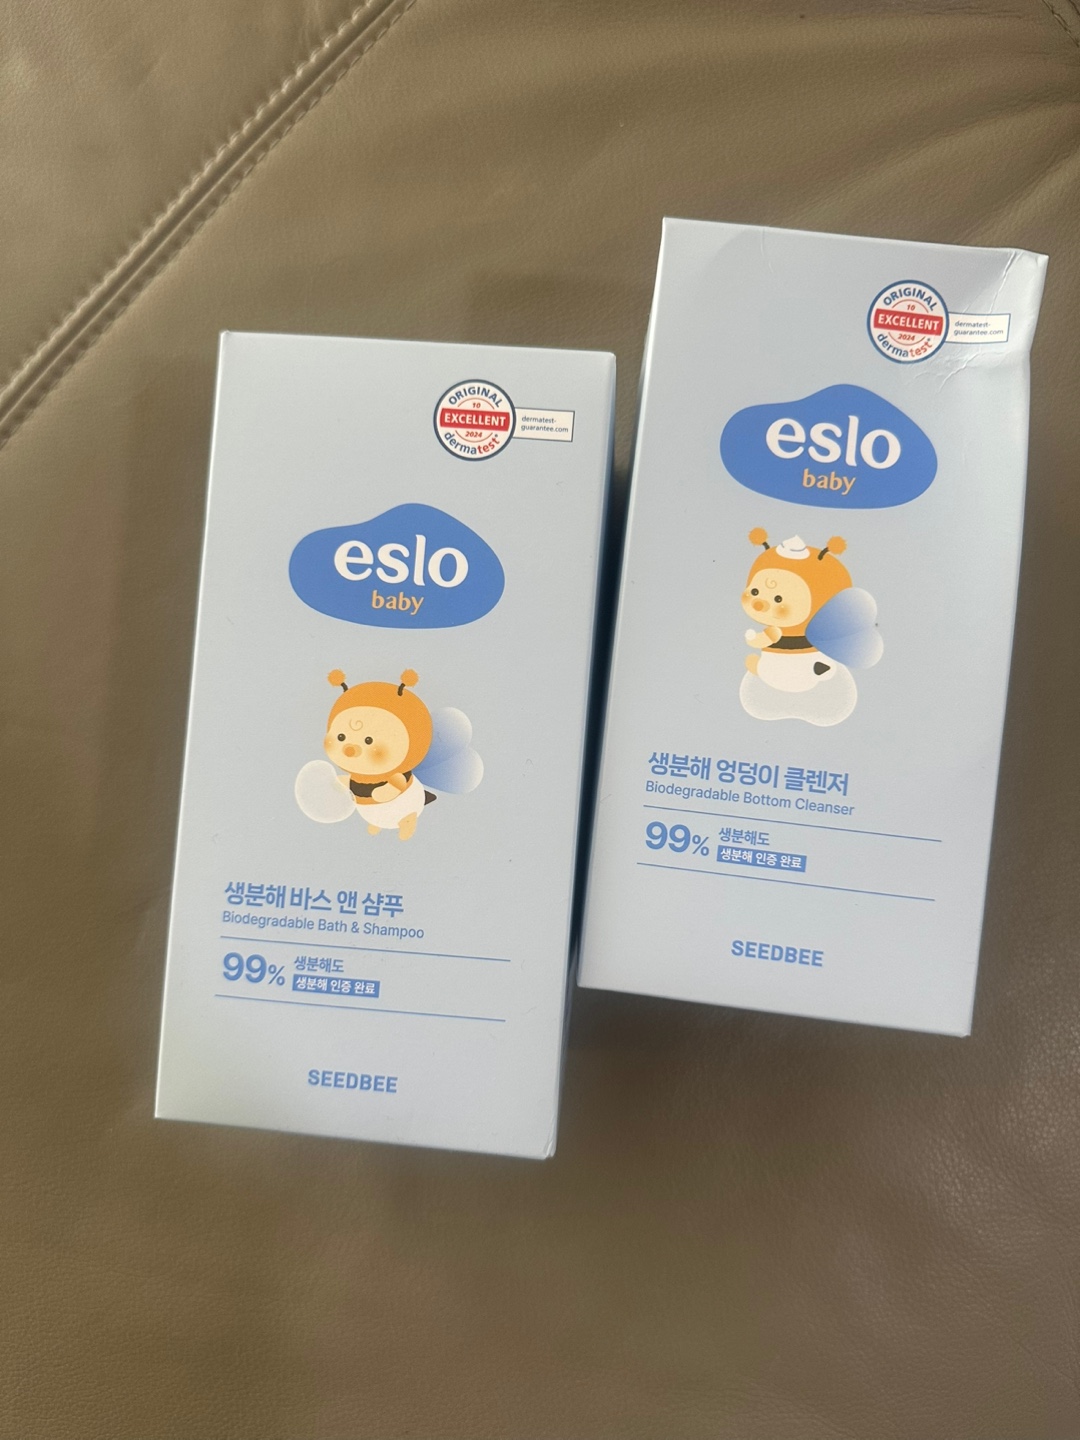 ORIGINAL
10
EXCELLENT
2024
dermatest®
dermatest-
guarantee.com
eslo
baby
생분해 바스 앤 샴푸
Biodegradable Bath & Shampoo
99% 생분해도
생분해 인증 완료
SEEDBEE
ORIGINAL
10
EXCELLENT
2024
dermatest®
dermatest-
guarantee.com
eslo
baby
생분해 엉덩이 클렌저
Biodegradable Bottom Cleanser
99% 생분해도
생분해 인증 완료
SEEDBEE